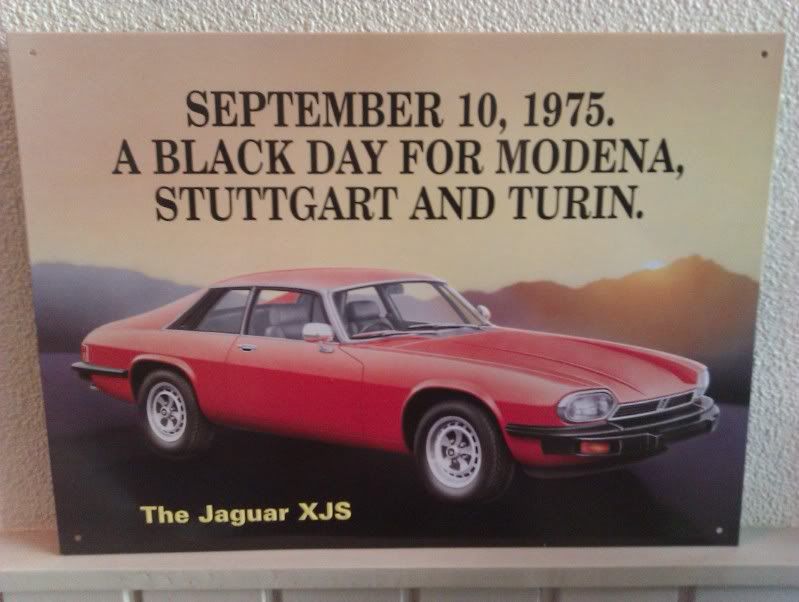 SEPTEMBER 10, 1975.
A BLACK DAY FOR MODENA,
STUTTGART AND TURIN.
The Jaguar XJS